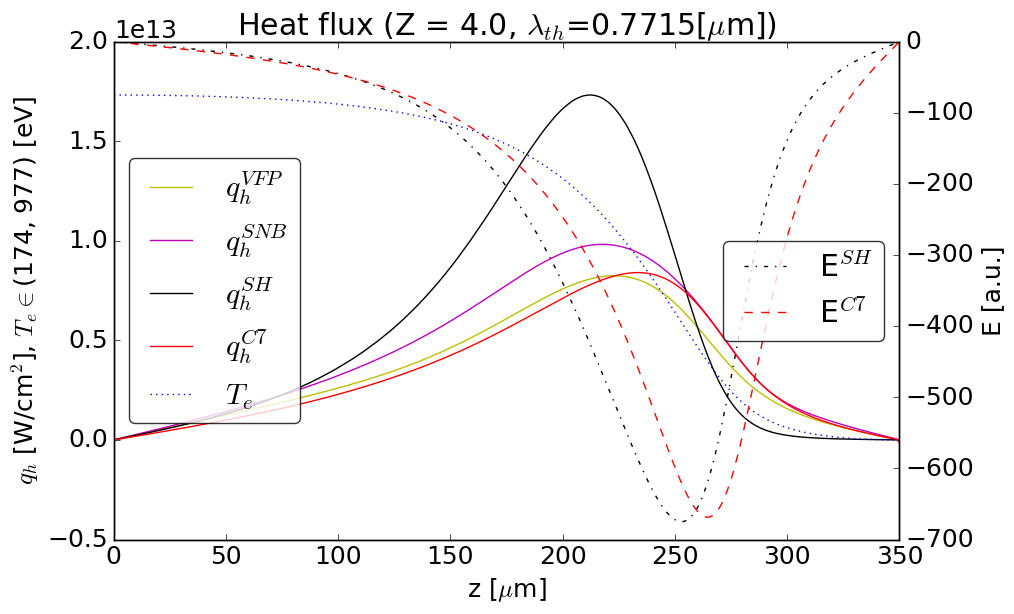 Heat flux (Z = 4.0, λ_th=0.7715[μm])
1e13
2.0
1.5
1.0
0.5
0.0
−0.5
q_h [W/cm²], T_e ∈ (174, 977) [eV]
q_h^VFP
q_h^SNB
q_h^SH
q_h^C7
T_e
E^SH
E^C7
0
−100
−200
−300
−400
−500
−600
−700
E [a.u.]
0 50 100 150 200 250 300 350
z [μm]